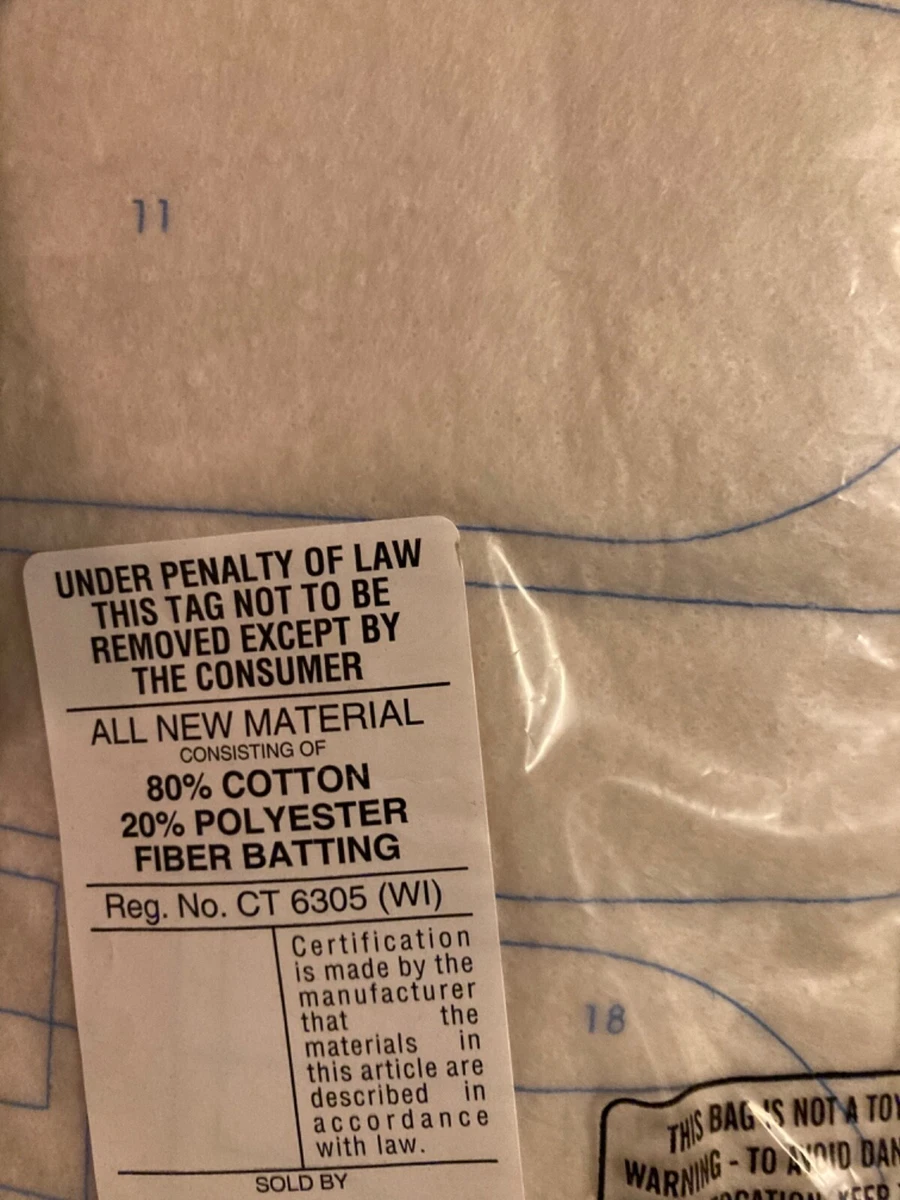 11
UNDER PENALTY OF LAW
THIS TAG NOT TO BE
REMOVED EXCEPT BY
THE CONSUMER
ALL NEW MATERIAL
CONSISTING OF
80% COTTON
20% POLYESTER
FIBER BATTING
Reg. No. CT 6305 (WI)
Certification
is made by the
manufacturer
that the
materials in
this article are
described in
accordance
with law.
SOLD BY
18
THIS BAG IS NOT A TOY
WARNING - TO AVOID DAN